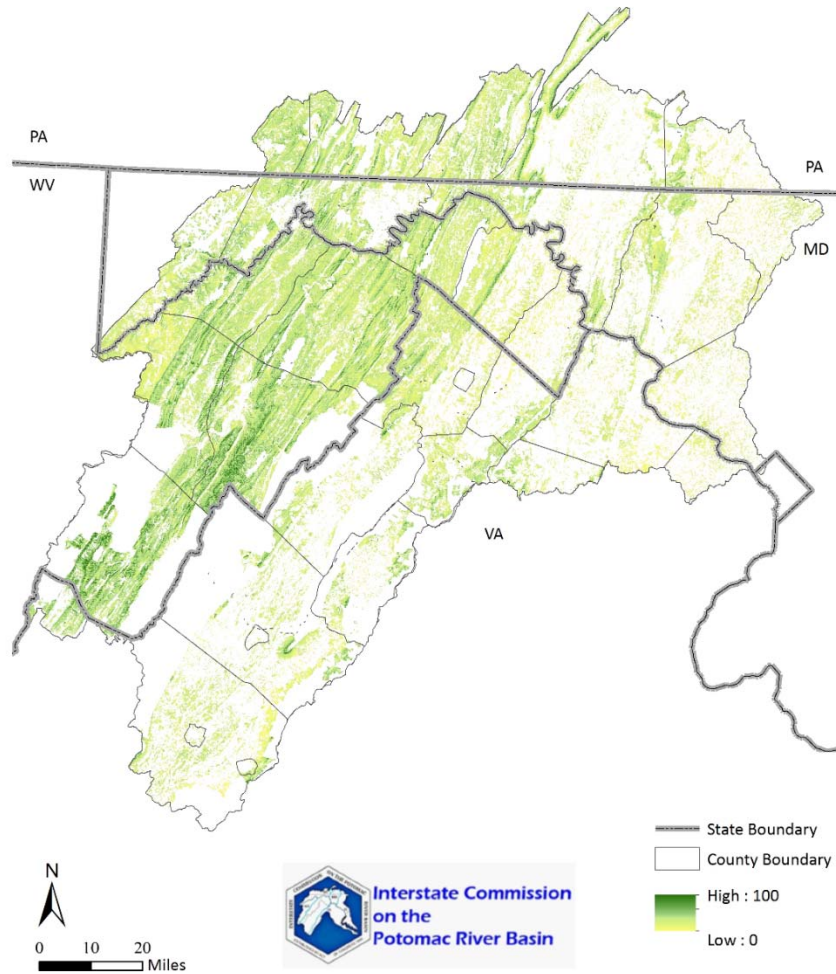 PA
PA
WV
MD
VA
State Boundary
County Boundary
High : 100
Low : 0
N
0 10 20
Miles
Interstate Commission
on the
Potomac River Basin